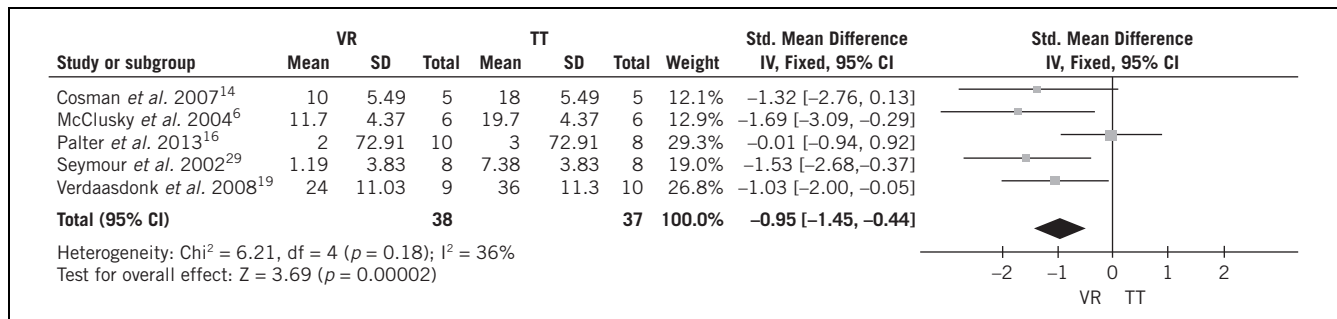 VR TT Std. Mean Difference Std. Mean Difference
Study or subgroup Mean SD Total Mean SD Total Weight IV, Fixed, 95% CI IV, Fixed, 95% CI
Cosman et al. 2007¹⁴ 10 5.49 5 18 5.49 5 12.1% –1.32 [–2.76, 0.13]
McClusky et al. 2004⁶ 11.7 4.37 6 19.7 4.37 6 12.9% –1.69 [–3.09, –0.29]
Palter et al. 2013¹⁶ 2 72.91 10 3 72.91 8 29.3% –0.01 [–0.94, 0.92]
Seymour et al. 2002²⁹ 1.19 3.83 8 7.38 3.83 8 19.0% –1.53 [–2.68,–0.37]
Verdaasdonk et al. 2008¹⁹ 24 11.03 9 36 11.3 10 26.8% –1.03 [–2.00, –0.05]
Total (95% CI) 38 37 100.0% –0.95 [–1.45, –0.44]
Heterogeneity: Chi² = 6.21, df = 4 (p = 0.18); I² = 36%
Test for overall effect: Z = 3.69 (p = 0.00002)
–2 –1 0 1 2
VR TT